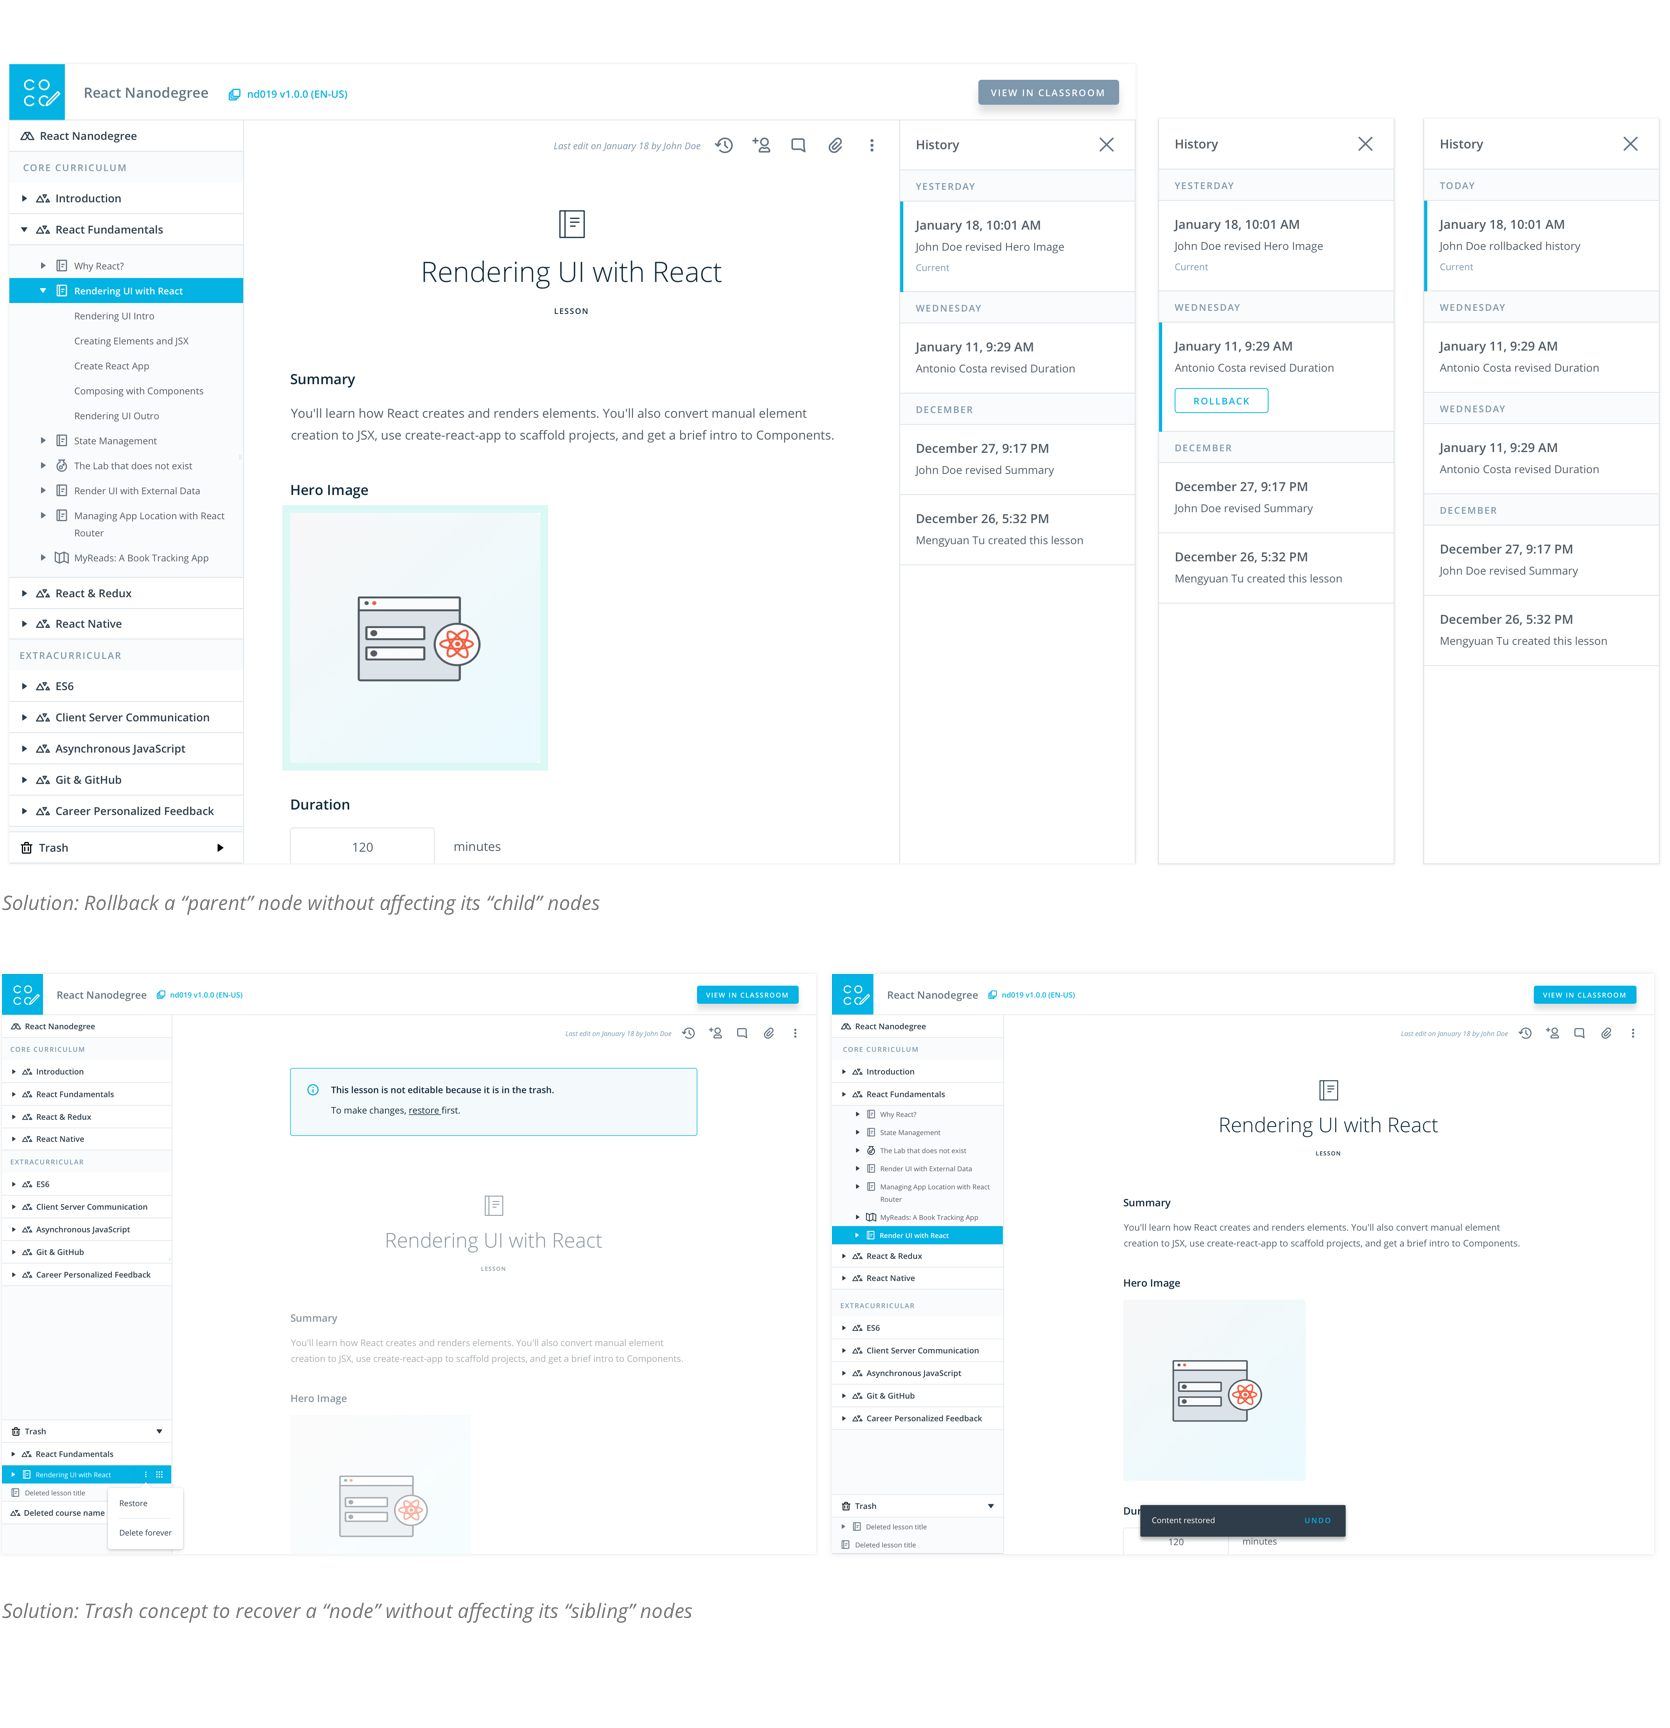 CO
CO
React Nanodegree
nd019 v1.0.0 (EN-US)
VIEW IN CLASSROOM
React Nanodegree
CORE CURRICULUM
Introduction
React Fundamentals
Why React?
Rendering UI with React
Rendering UI Intro
Creating Elements and JSX
Create React App
Composing with Components
Rendering UI Outro
State Management
The Lab that does not exist
Render UI with External Data
Managing App Location with React
Router
MyReads: A Book Tracking App
React & Redux
React Native
EXTRACURRICULAR
ES6
Client Server Communication
Asynchronous JavaScript
Git & GitHub
Career Personalized Feedback
Trash
Last edit on January 18 by John Doe
Rendering UI with React
LESSON
Summary
You'll learn how React creates and renders elements. You'll also convert manual element
creation to JSX, use create-react-app to scaffold projects, and get a brief intro to Components.
Hero Image
Duration
120
minutes
History
YESTERDAY
January 18, 10:01 AM
John Doe revised Hero Image
Current
WEDNESDAY
January 11, 9:29 AM
Antonio Costa revised Duration
DECEMBER
December 27, 9:17 PM
John Doe revised Summary
December 26, 5:32 PM
Mengyuan Tu created this lesson
History
YESTERDAY
January 18, 10:01 AM
John Doe revised Hero Image
Current
WEDNESDAY
January 11, 9:29 AM
Antonio Costa revised Duration
ROLLBACK
DECEMBER
December 27, 9:17 PM
John Doe revised Summary
December 26, 5:32 PM
Mengyuan Tu created this lesson
History
TODAY
January 18, 10:01 AM
John Doe rollbacked history
Current
WEDNESDAY
January 11, 9:29 AM
Antonio Costa revised Duration
WEDNESDAY
January 11, 9:29 AM
Antonio Costa revised Duration
DECEMBER
December 27, 9:17 PM
John Doe revised Summary
December 26, 5:32 PM
Mengyuan Tu created this lesson
Solution: Rollback a “parent” node without affecting its “child” nodes
CO
CO
React Nanodegree
nd019 v1.0.0 (EN-US)
VIEW IN CLASSROOM
React Nanodegree
CORE CURRICULUM
Introduction
React Fundamentals
React & Redux
React Native
EXTRACURRICULAR
ES6
Client Server Communication
Asynchronous JavaScript
Git & GitHub
Career Personalized Feedback
Trash
React Fundamentals
Rendering UI with React
Deleted lesson title
Deleted course name
Restore
Delete forever
Last edit on January 18 by John Doe
This lesson is not editable because it is in the trash.
To make changes, restore first.
Rendering UI with React
LESSON
Summary
You'll learn how React creates and renders elements. You'll also convert manual element
creation to JSX, use create-react-app to scaffold projects, and get a brief intro to Components.
Hero Image
CO
CO
React Nanodegree
nd019 v1.0.0 (EN-US)
VIEW IN CLASSROOM
React Nanodegree
CORE CURRICULUM
Introduction
React Fundamentals
Why React?
State Management
The Lab that does not exist
Render UI with External Data
Managing App Location with React
Router
MyReads: A Book Tracking App
Render UI with React
React & Redux
React Native
EXTRACURRICULAR
ES6
Client Server Communication
Asynchronous JavaScript
Git & GitHub
Career Personalized Feedback
Trash
Deleted lesson title
Deleted lesson title
Last edit on January 18 by John Doe
Rendering UI with React
LESSON
Summary
You'll learn how React creates and renders elements. You'll also convert manual element
creation to JSX, use create-react-app to scaffold projects, and get a brief intro to Components.
Hero Image
Dur
Content restored
UNDO
120
minutes
Solution: Trash concept to recover a “node” without affecting its “sibling” nodes